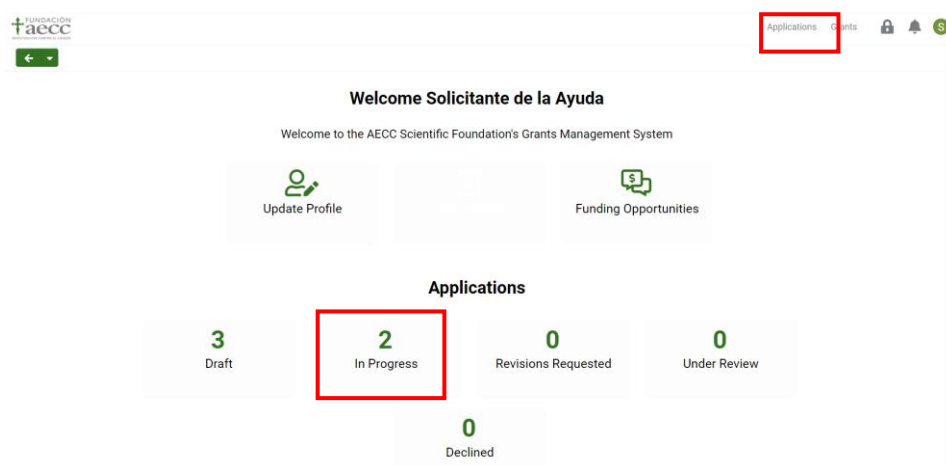 FUNDACIÓN
aecc
Applications Grants
S
Welcome Solicitante de la Ayuda
Welcome to the AECC Scientific Foundation's Grants Management System
Update Profile
Funding Opportunities
Applications
3
Draft
2
In Progress
0
Revisions Requested
0
Under Review
0
Declined